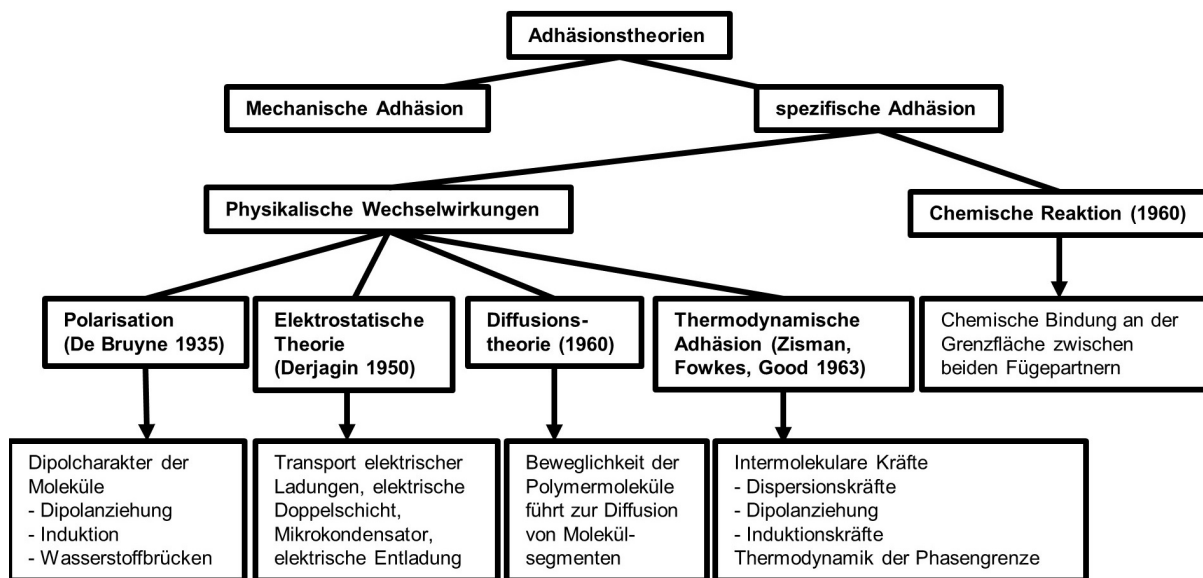 Adhäsionstheorien
Mechanische Adhäsion
spezifische Adhäsion
Physikalische Wechselwirkungen
Chemische Reaktion (1960)
Polarisation
(De Bruyne 1935)
Elektrostatische
Theorie
(Derjagin 1950)
Diffusions-
theorie (1960)
Thermodynamische
Adhäsion (Zisman,
Fowkes, Good 1963)
Chemische Bindung an der
Grenzfläche zwischen
beiden Fügepartnern
Dipolcharakter der
Moleküle
- Dipolanziehung
- Induktion
- Wasserstoffbrücken
Transport elektrischer
Ladungen, elektrische
Doppelschicht,
Mikrokondensator,
elektrische Entladung
Beweglichkeit der
Polymermoleküle
führt zur Diffusion
von Molekül-
segmenten
Intermolekulare Kräfte
- Dispersionskräfte
- Dipolanziehung
- Induktionskräfte
Thermodynamik der Phasengrenze